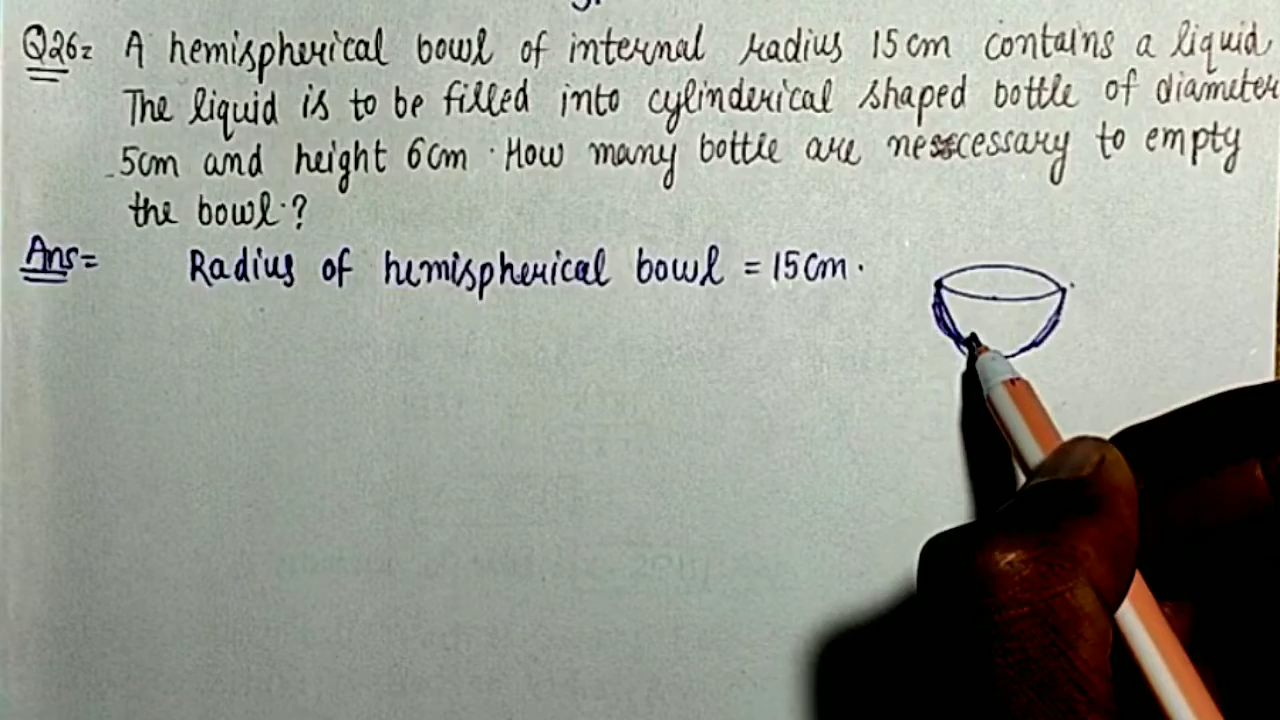 Q26= A hemispherical bowl of internal radius 15cm contains a liquid.
The liquid is to be filled into cylinderical shaped bottle of diameter
5cm and height 6cm. How many bottle are nesscessary to empty
the bowl.?
Ans= Radius of hemispherical bowl = 15cm.